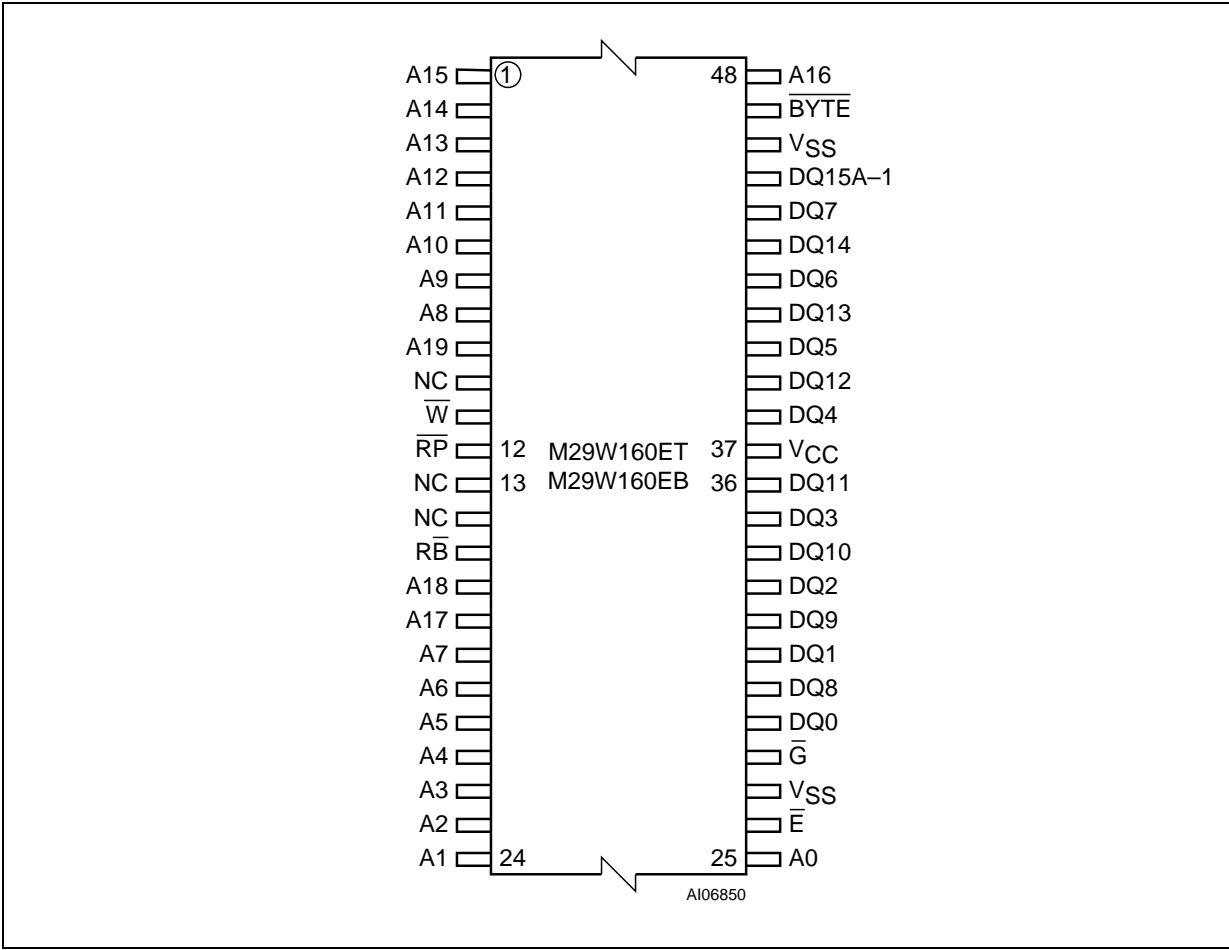 A15 1 48 A16
A14 B̅Y̅T̅E̅
A13 VSS
A12 DQ15A–1
A11 DQ7
A10 DQ14
A9 DQ6
A8 DQ13
A19 DQ5
NC DQ12
W̅ DQ4
R̅P̅ 12 M29W160ET 37 VCC
NC 13 M29W160EB 36 DQ11
NC DQ3
RB̅ DQ10
A18 DQ2
A17 DQ9
A7 DQ1
A6 DQ8
A5 DQ0
A4 G̅
A3 VSS
A2 E̅
A1 24 25 A0
AI06850